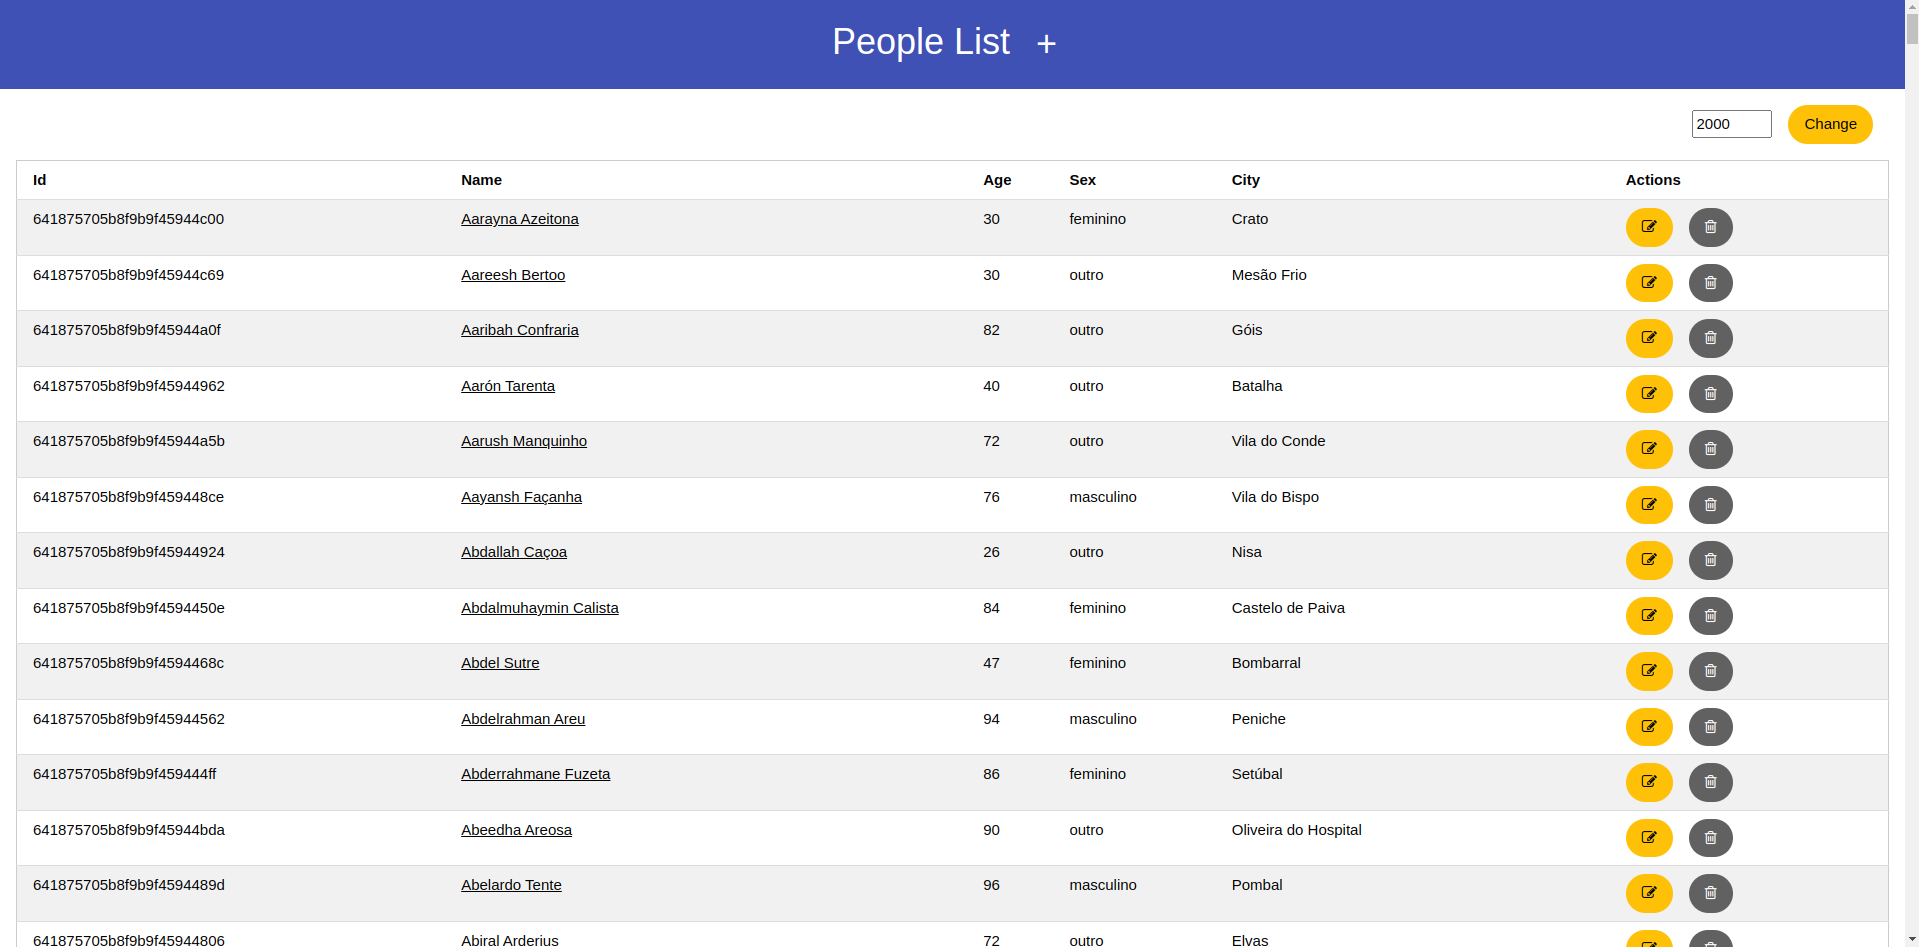 People List +
2000 Change
Id Name Age Sex City Actions
641875705b8f9b9f45944c00 Aarayna Azeitona 30 feminino Crato
641875705b8f9b9f45944c69 Aareesh Bertoo 30 outro Mesão Frio
641875705b8f9b9f45944a0f Aaribah Confraria 82 outro Góis
641875705b8f9b9f45944962 Aarón Tarenta 40 outro Batalha
641875705b8f9b9f45944a5b Aarush Manquinho 72 outro Vila do Conde
641875705b8f9b9f459448ce Aayansh Façanha 76 masculino Vila do Bispo
641875705b8f9b9f45944924 Abdallah Caçoa 26 outro Nisa
641875705b8f9b9f4594450e Abdalmuhaymin Calista 84 feminino Castelo de Paiva
641875705b8f9b9f4594468c Abdel Sutre 47 feminino Bombarral
641875705b8f9b9f45944562 Abdelrahman Areu 94 masculino Peniche
641875705b8f9b9f459444ff Abderrahmane Fuzeta 86 feminino Setúbal
641875705b8f9b9f45944bda Abeedha Areosa 90 outro Oliveira do Hospital
641875705b8f9b9f4594489d Abelardo Tente 96 masculino Pombal
641875705b8f9b9f45944806 Abiral Arderius 72 outro Elvas